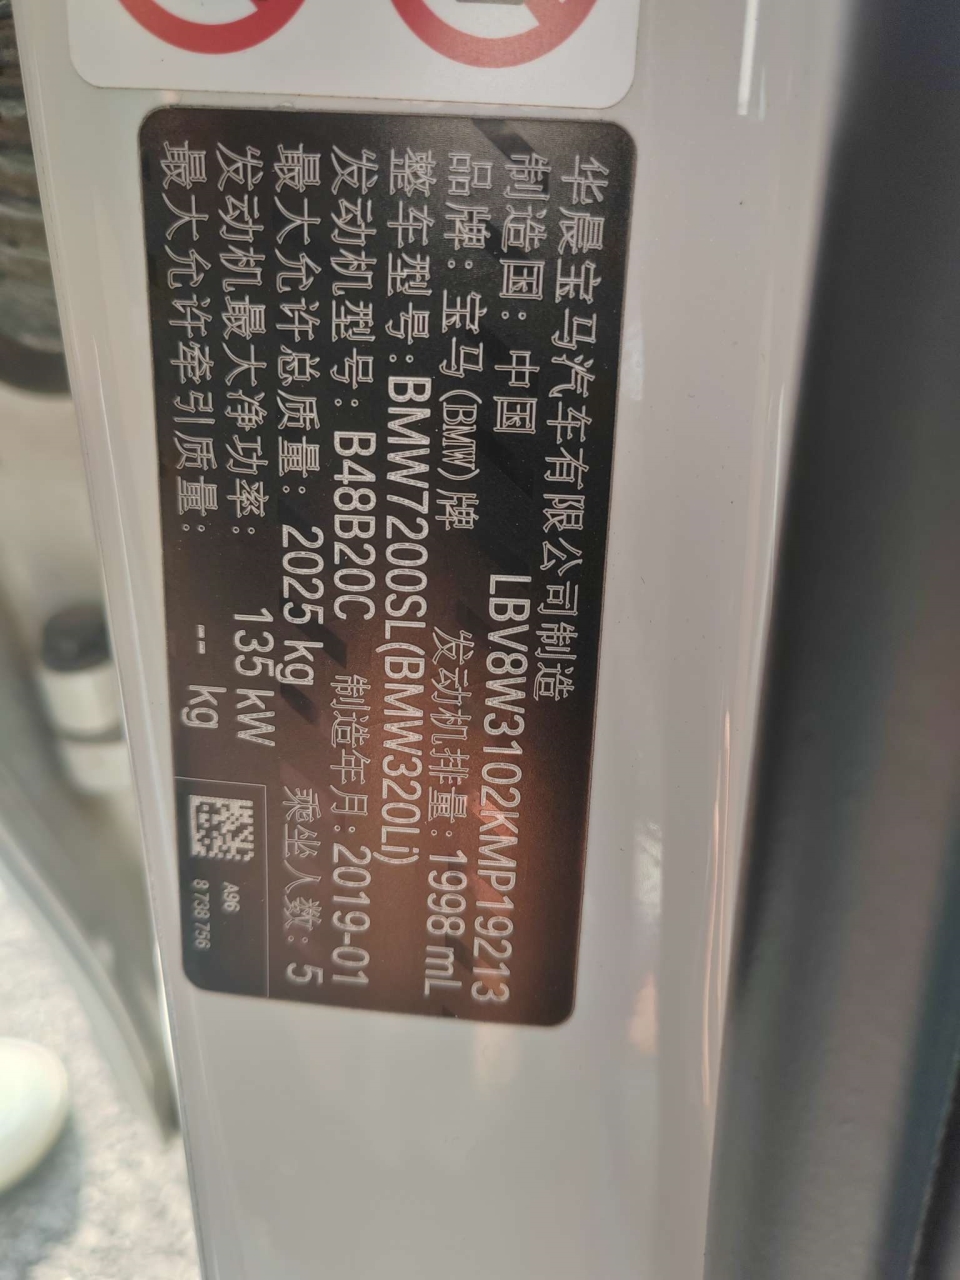 华晨宝马汽车有限公司制造
制造国：中国 LBV8W3102KMP19213
品牌：宝马(BMW)牌 发动机排量：1998 mL
整车型号：BMW7200SL(BMW320Li)
发动机型号：B48B20C 制造年月：2019-01
最大允许总质量：2025 kg 乘坐人数：5
发动机最大净功率：135 kW
最大允许牵引质量：-- kg
A96
8 738 756